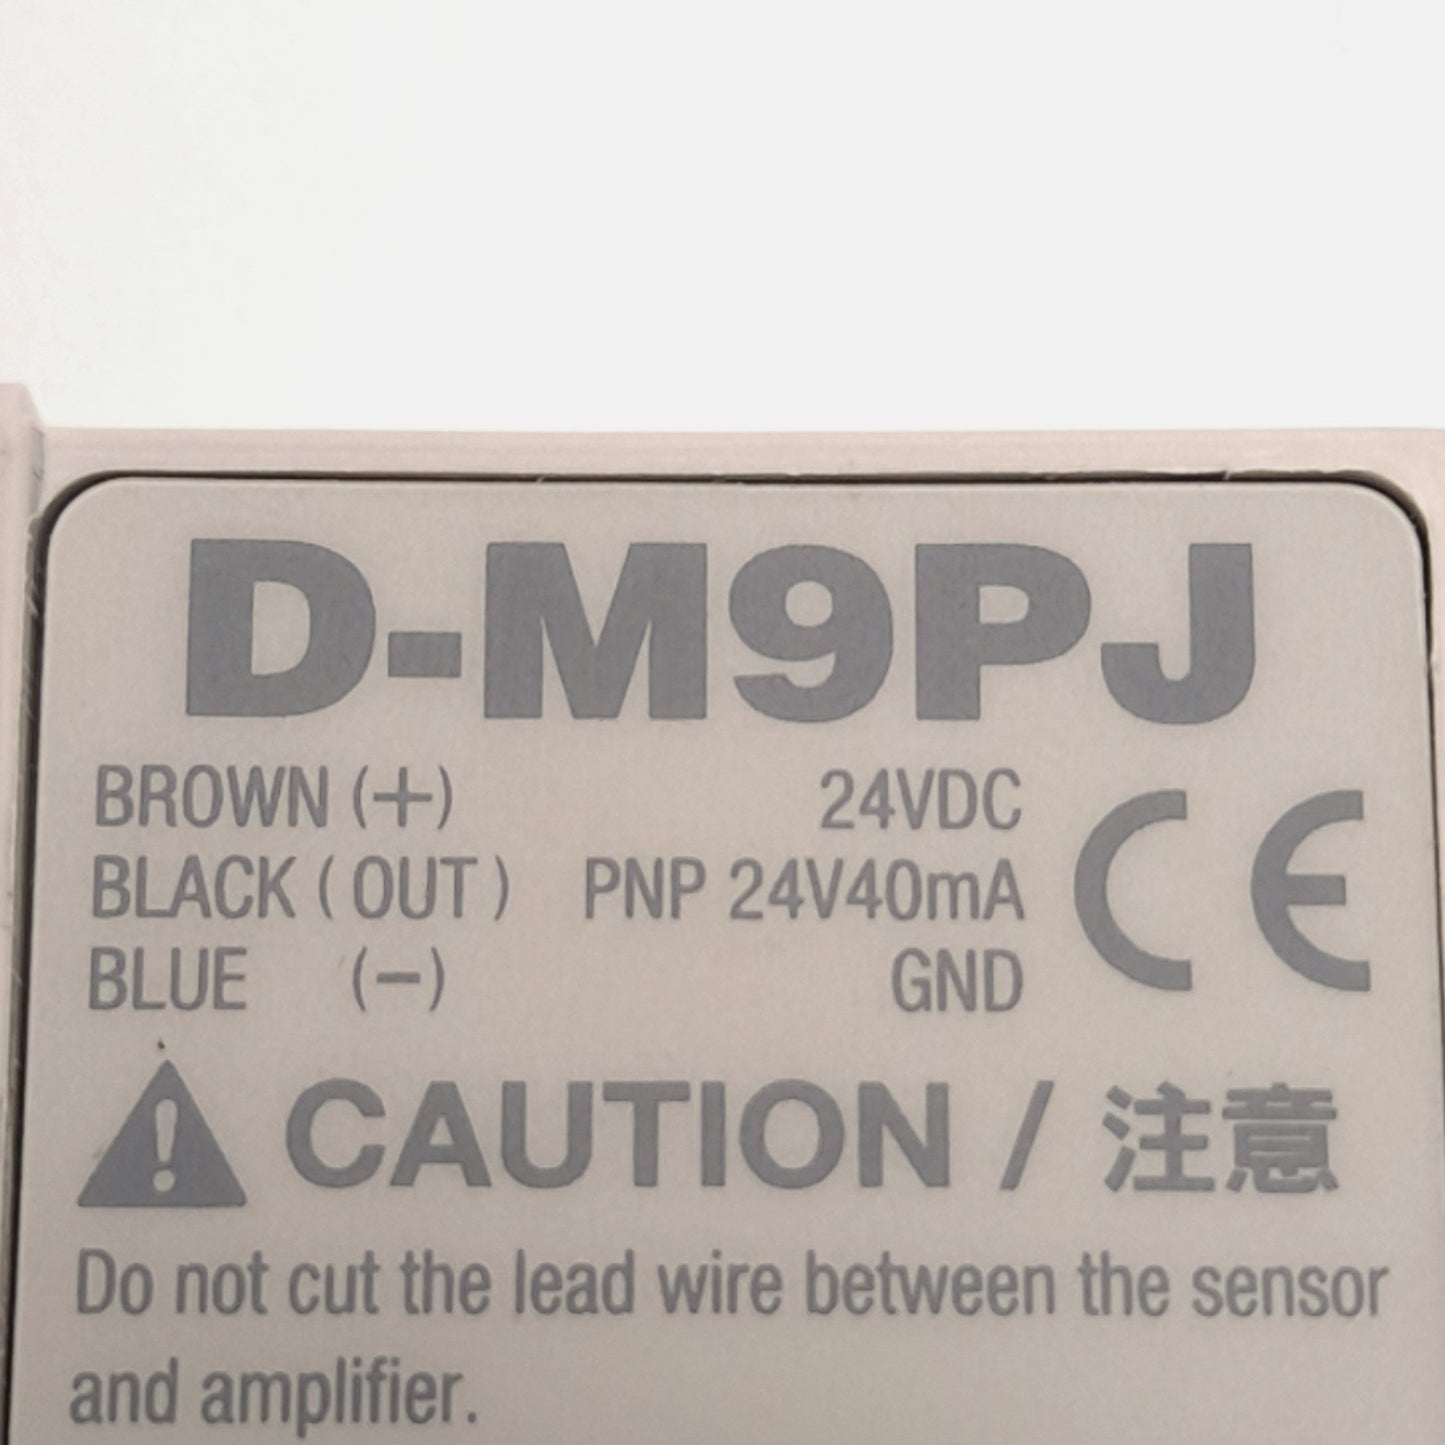 D-M9PJ
BROWN (+) 24VDC
BLACK ( OUT ) PNP 24V40mA
BLUE (−) GND
CE
CAUTION / 注意
Do not cut the lead wire between the sensor
and amplifier.